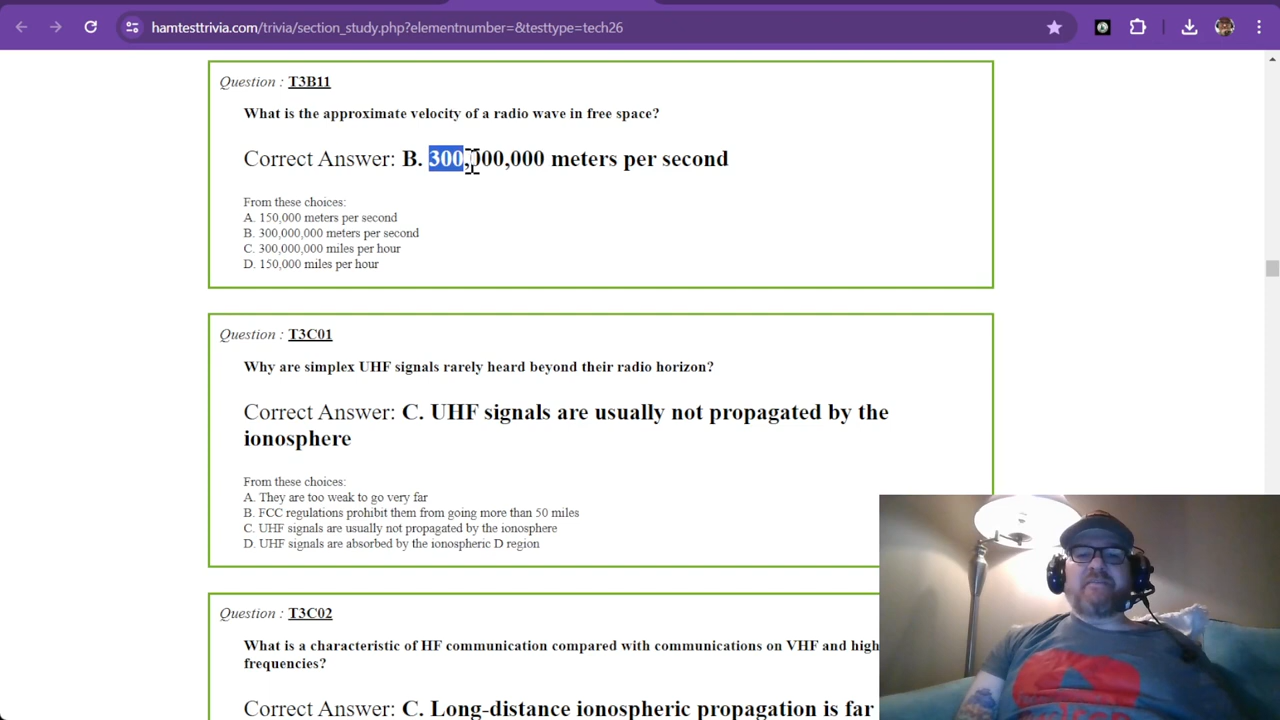 hamtesttrivia.com/trivia/section_study.php?elementnumber=&testtype=tech26
Question : T3B11
What is the approximate velocity of a radio wave in free space?
Correct Answer: B. 300,000,000 meters per second
From these choices:
A. 150,000 meters per second
B. 300,000,000 meters per second
C. 300,000,000 miles per hour
D. 150,000 miles per hour
Question : T3C01
Why are simplex UHF signals rarely heard beyond their radio horizon?
Correct Answer: C. UHF signals are usually not propagated by the
ionosphere
From these choices:
A. They are too weak to go very far
B. FCC regulations prohibit them from going more than 50 miles
C. UHF signals are usually not propagated by the ionosphere
D. UHF signals are absorbed by the ionospheric D region
Question : T3C02
What is a characteristic of HF communication compared with communications on VHF and high
frequencies?
Correct Answer: C. Long-distance ionospheric propagation is far